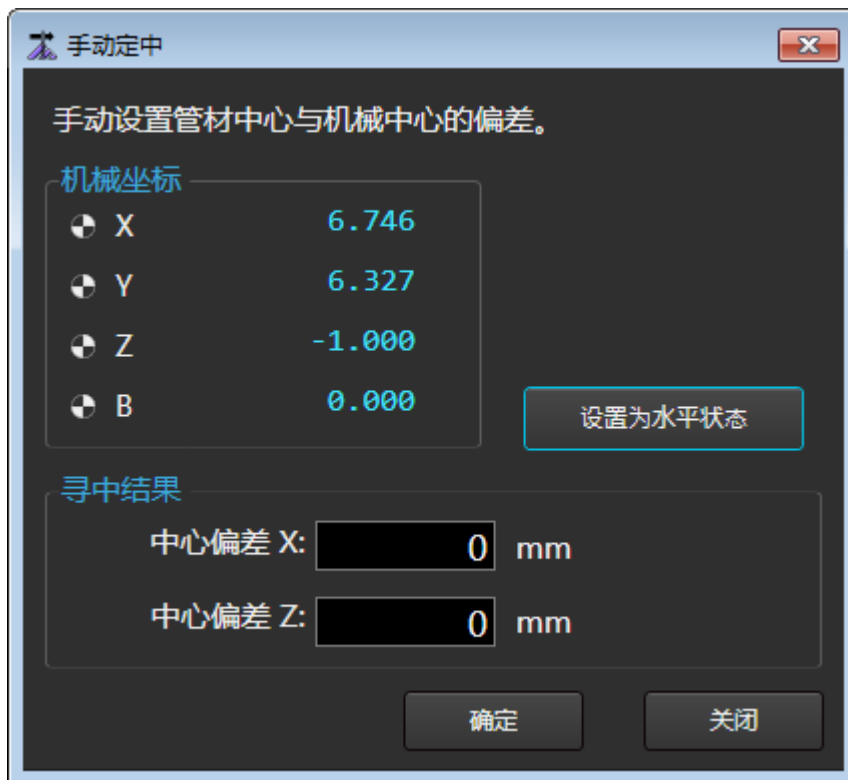 手动定中
手动设置管材中心与机械中心的偏差。
机械坐标
X 6.746
Y 6.327
Z -1.000
B 0.000
设置为水平状态
寻中结果
中心偏差 X: 0 mm
中心偏差 Z: 0 mm
确定 关闭